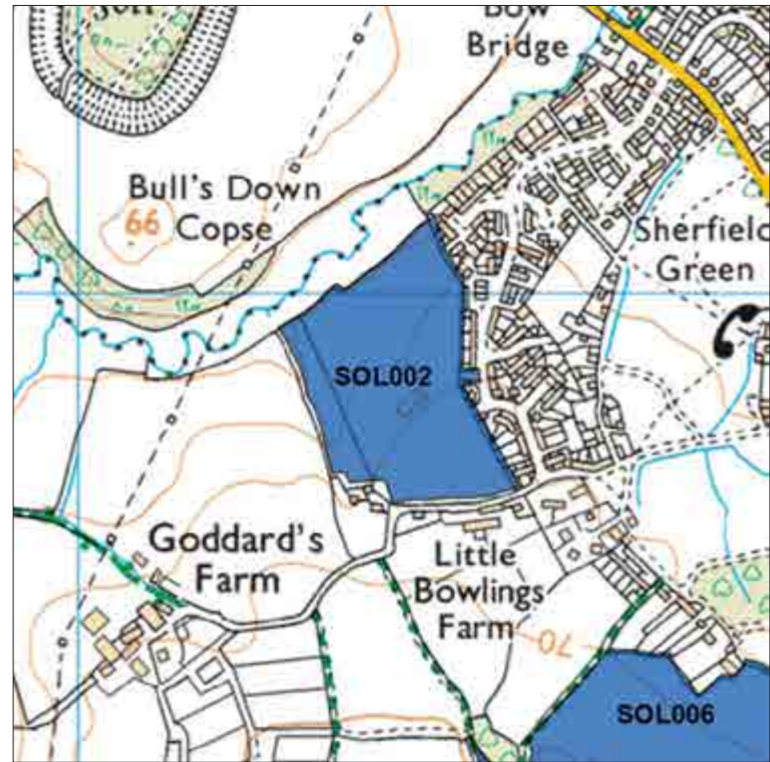 Bow
Bridge
Bull's Down
66 Copse
Sherfield
Green
SOL002
Goddard's
Farm
Little
Bowlings
Farm
70
SOL006